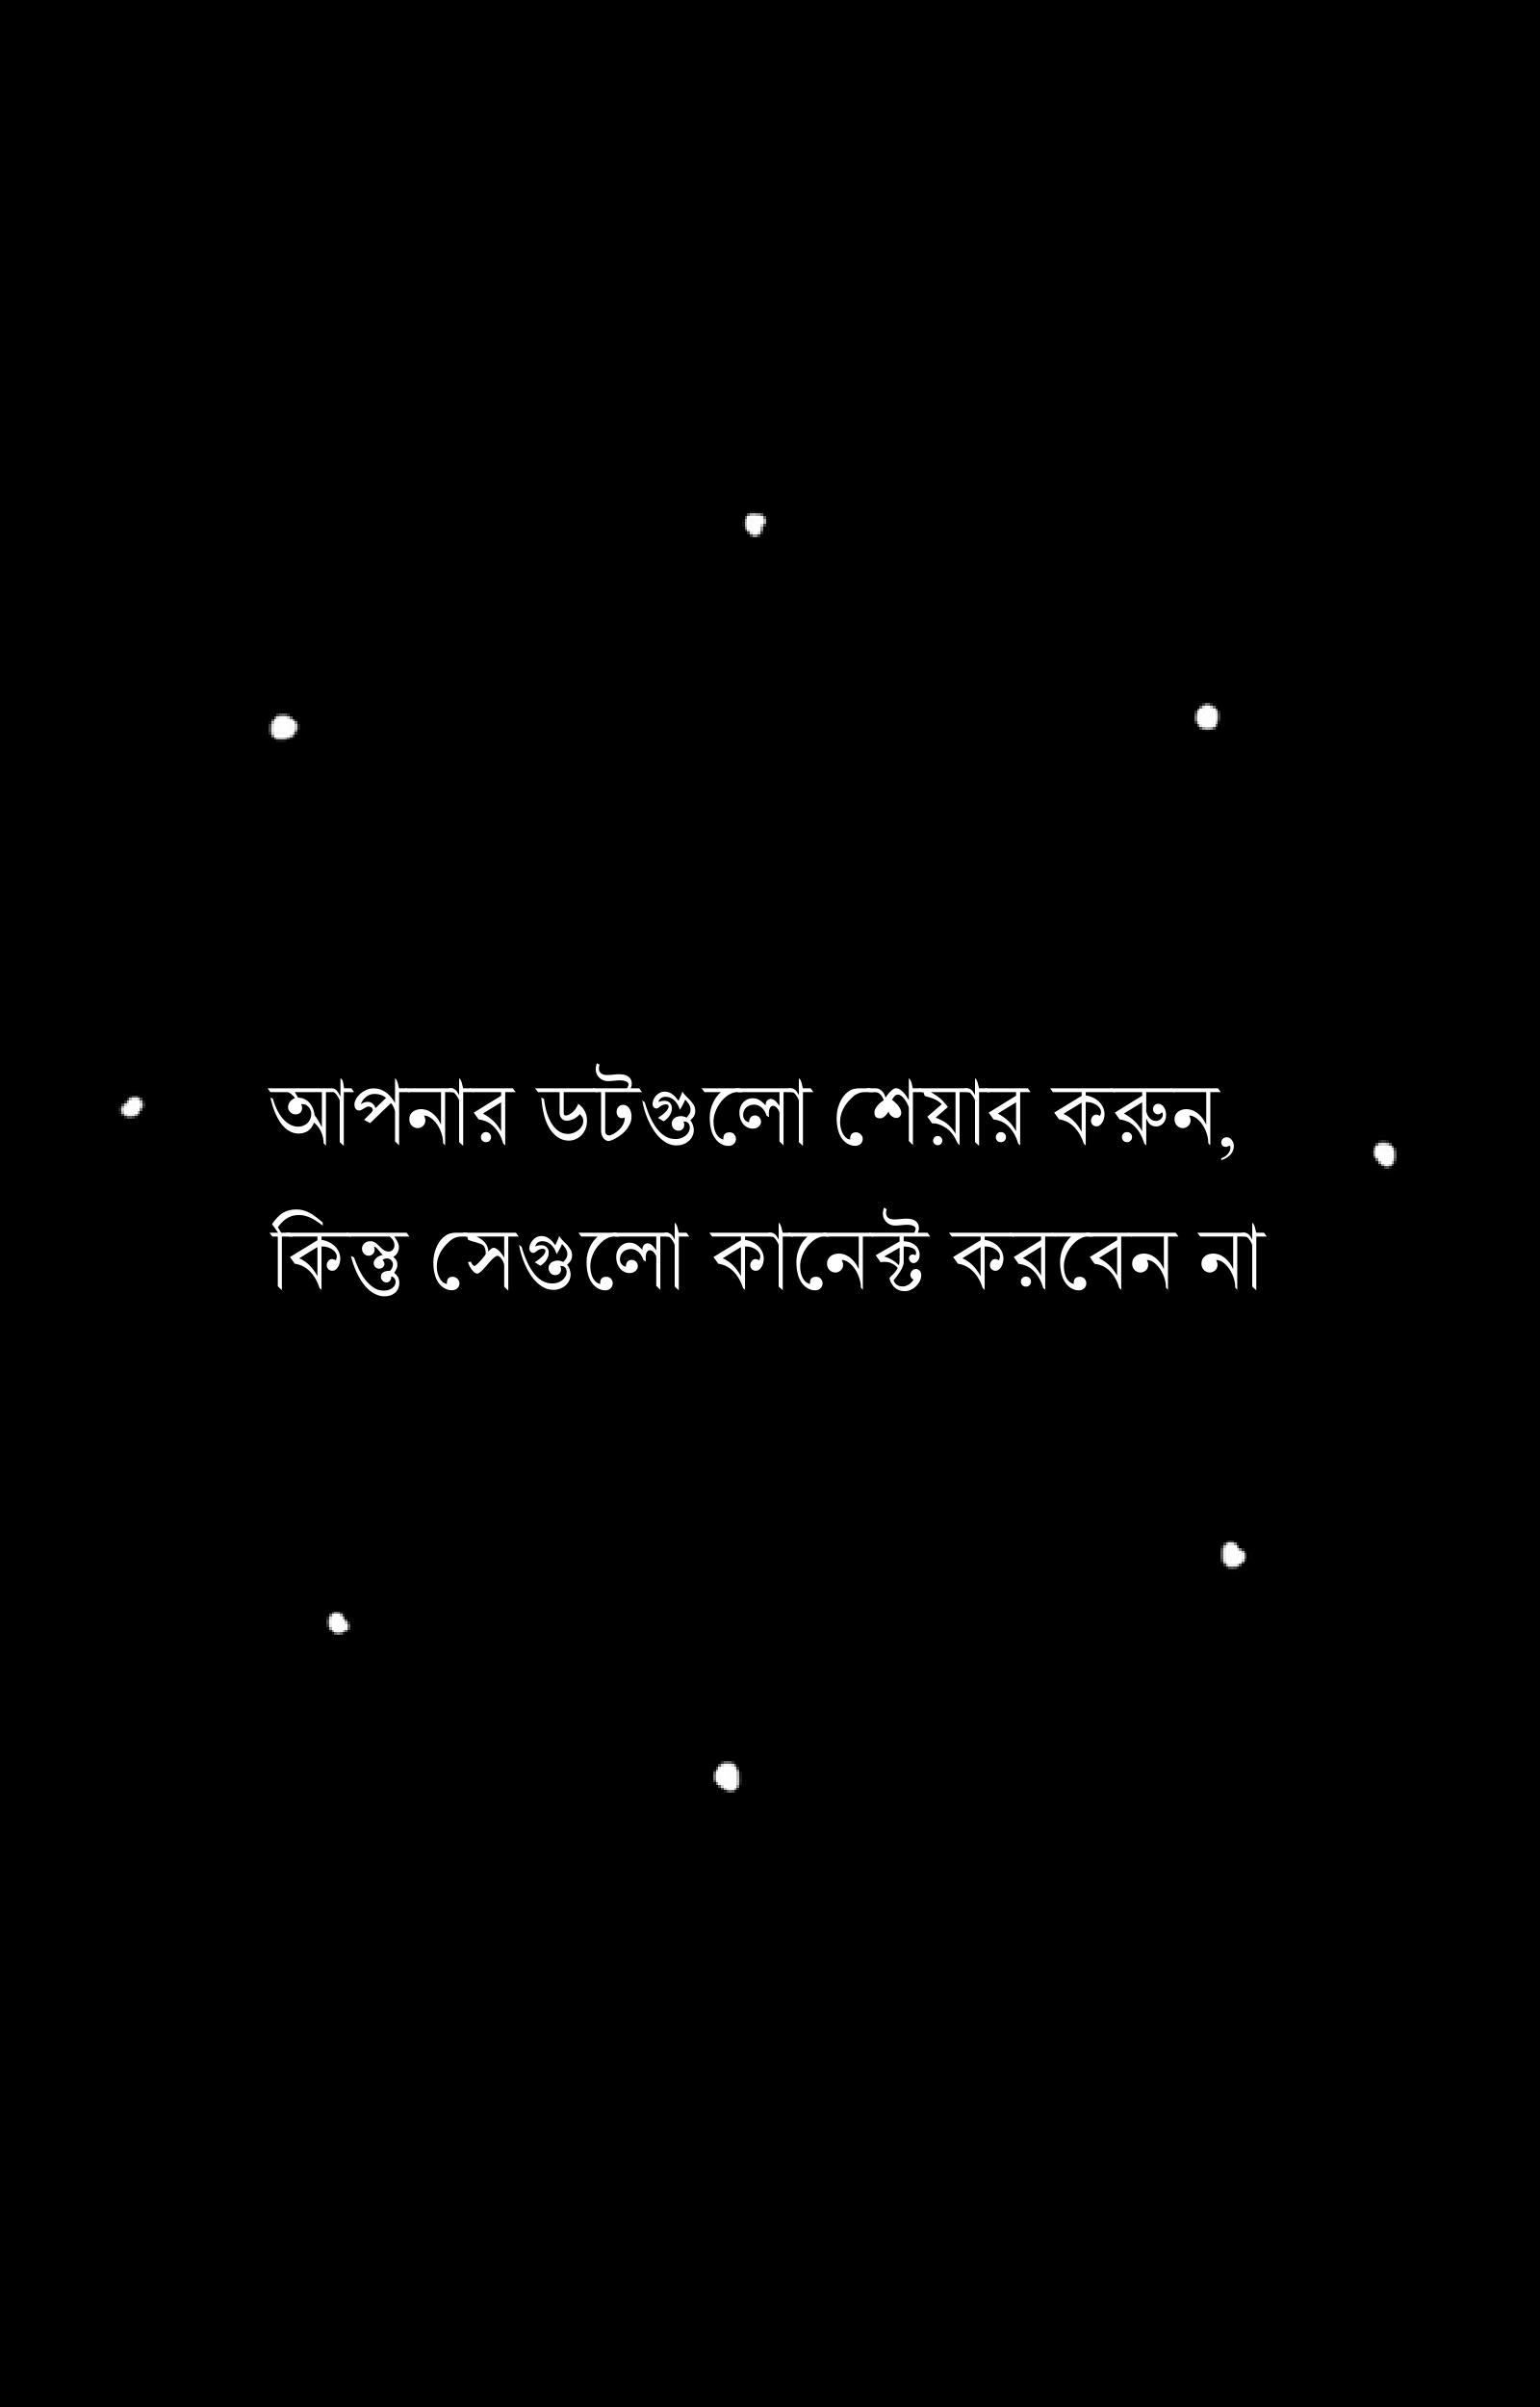 আপনার ডটগুলো শেয়ার করুন,
কিন্তু সেগুলো কানেক্ট করবেন না